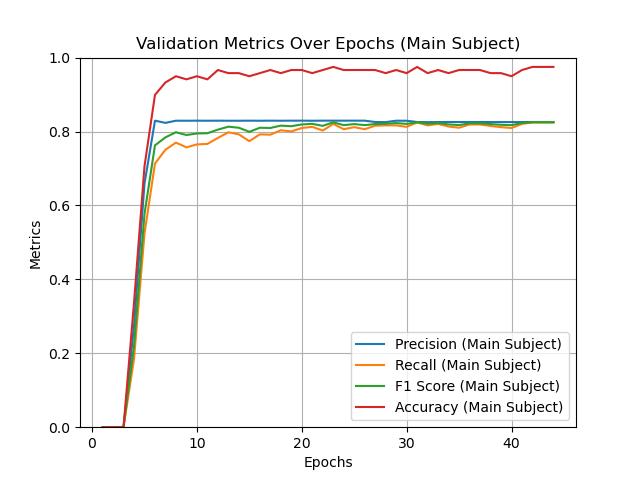 Validation Metrics Over Epochs (Main Subject)
1.0
0.8
0.6
0.4
0.2
0.0
Metrics
Precision (Main Subject)
Recall (Main Subject)
F1 Score (Main Subject)
Accuracy (Main Subject)
0 10 20 30 40
Epochs